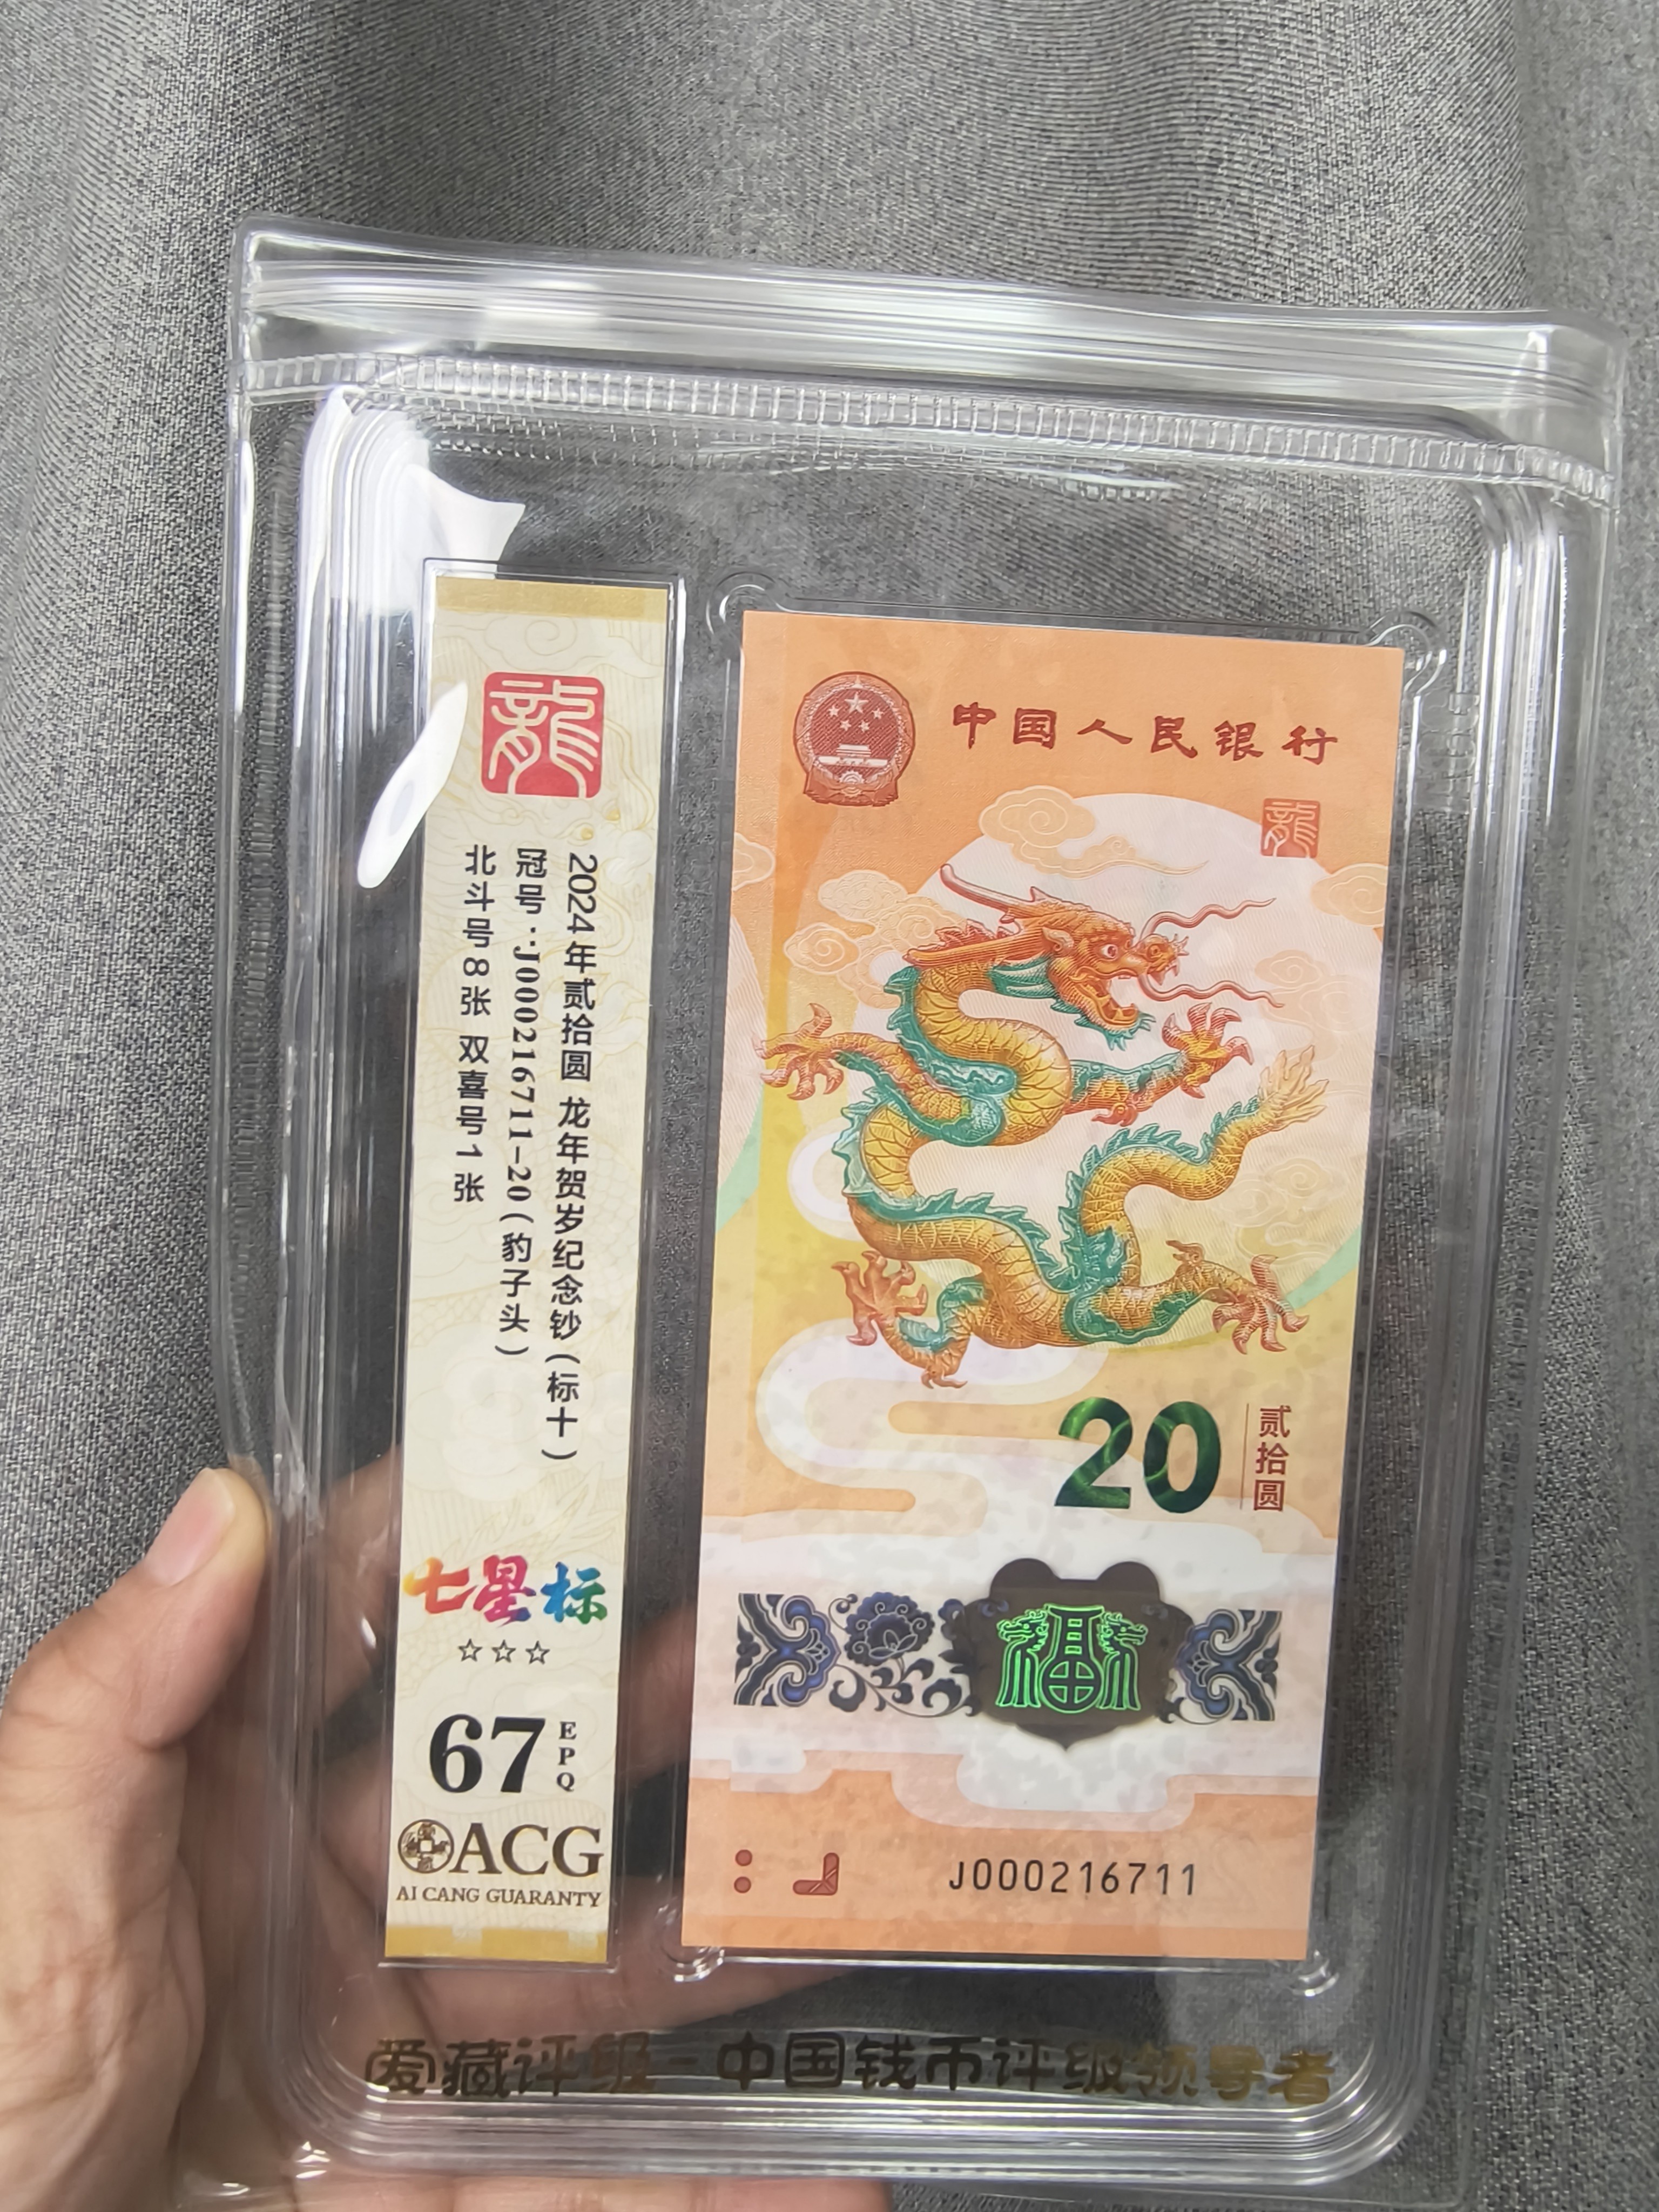 龍
2024年贰拾圆 龙年贺岁纪念钞(标十)
冠号:J000216711-20(豹子头)
北斗号8张 双喜号1张
七星标
☆☆☆
67 EPQ
ACG
AI CANG GUARANTY
中国人民银行
龍
20 贰拾圆
福
J000216711
爱藏评级-中国钱币评级领导者